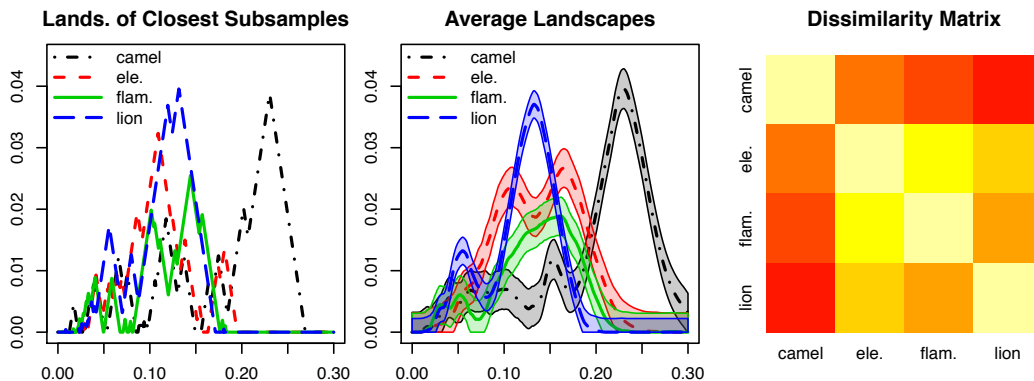 Lands. of Closest Subsamples
camel
ele.
flam.
lion
0.00
0.01
0.02
0.03
0.04
0.00
0.10
0.20
0.30
Average Landscapes
camel
ele.
flam.
lion
0.00
0.01
0.02
0.03
0.04
0.00
0.10
0.20
0.30
Dissimilarity Matrix
camel
ele.
flam.
lion
camel
ele.
flam.
lion